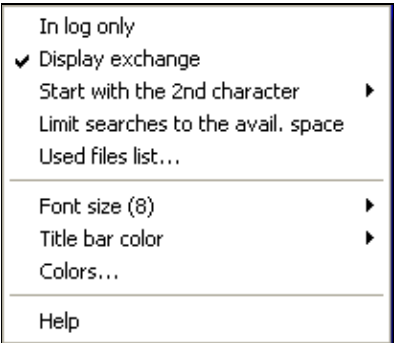 In log only
Display exchange
Start with the 2nd character
Limit searches to the avail. space
Used files list...
Font size (8)
Title bar color
Colors...
Help